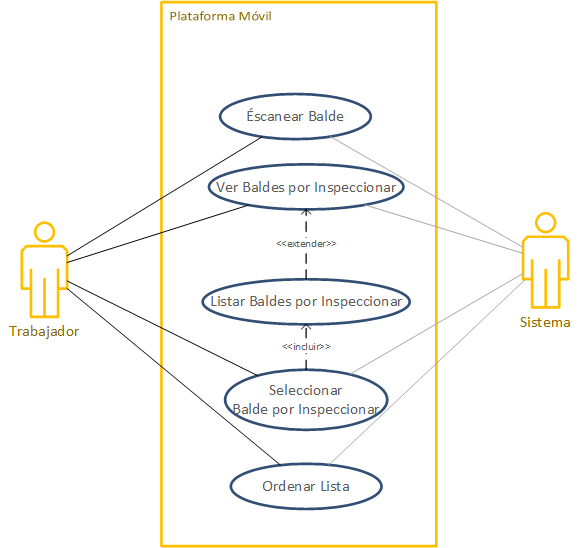 Plataforma Móvil
Éscanear Balde
Ver Baldes por Inspeccionar
<<extender>>
Listar Baldes por Inspeccionar
Trabajador
Sistema
<<incluir>>
Seleccionar
Balde por Inspeccionar
Ordenar Lista